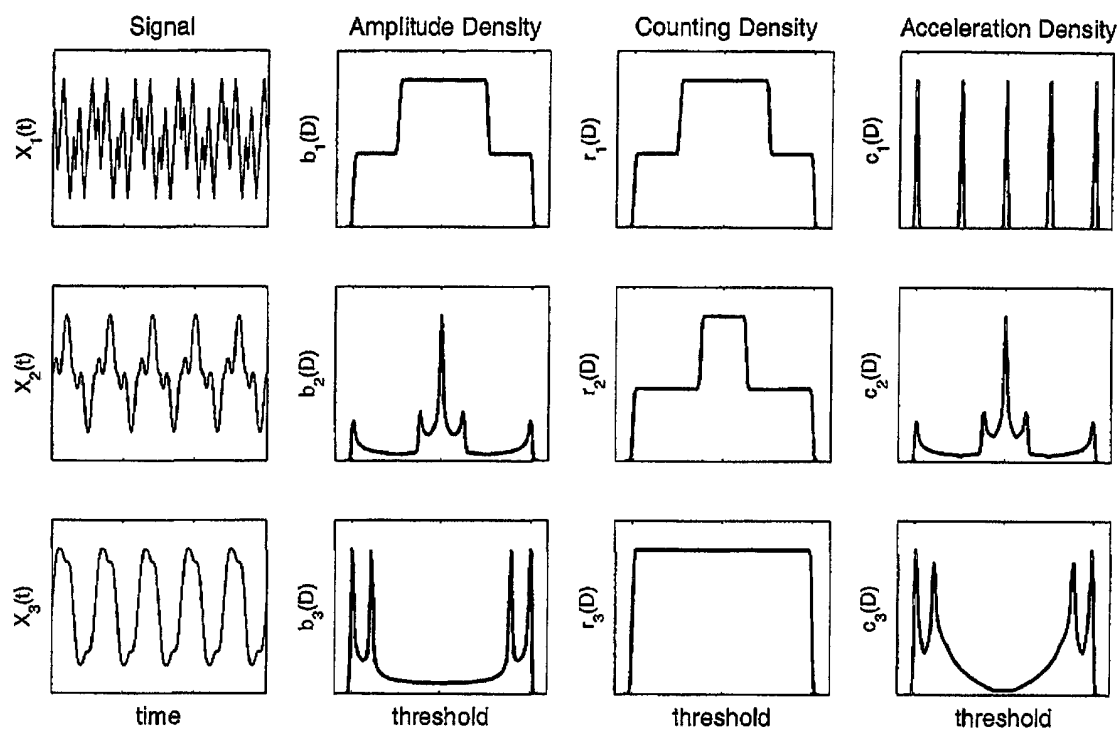 Signal Amplitude Density Counting Density Acceleration Density
X₁(t) b₁(D) r₁(D) c₁(D)
X₂(t) b₂(D) r₂(D) c₂(D)
X₃(t) b₃(D) r₃(D) c₃(D)
time threshold threshold threshold